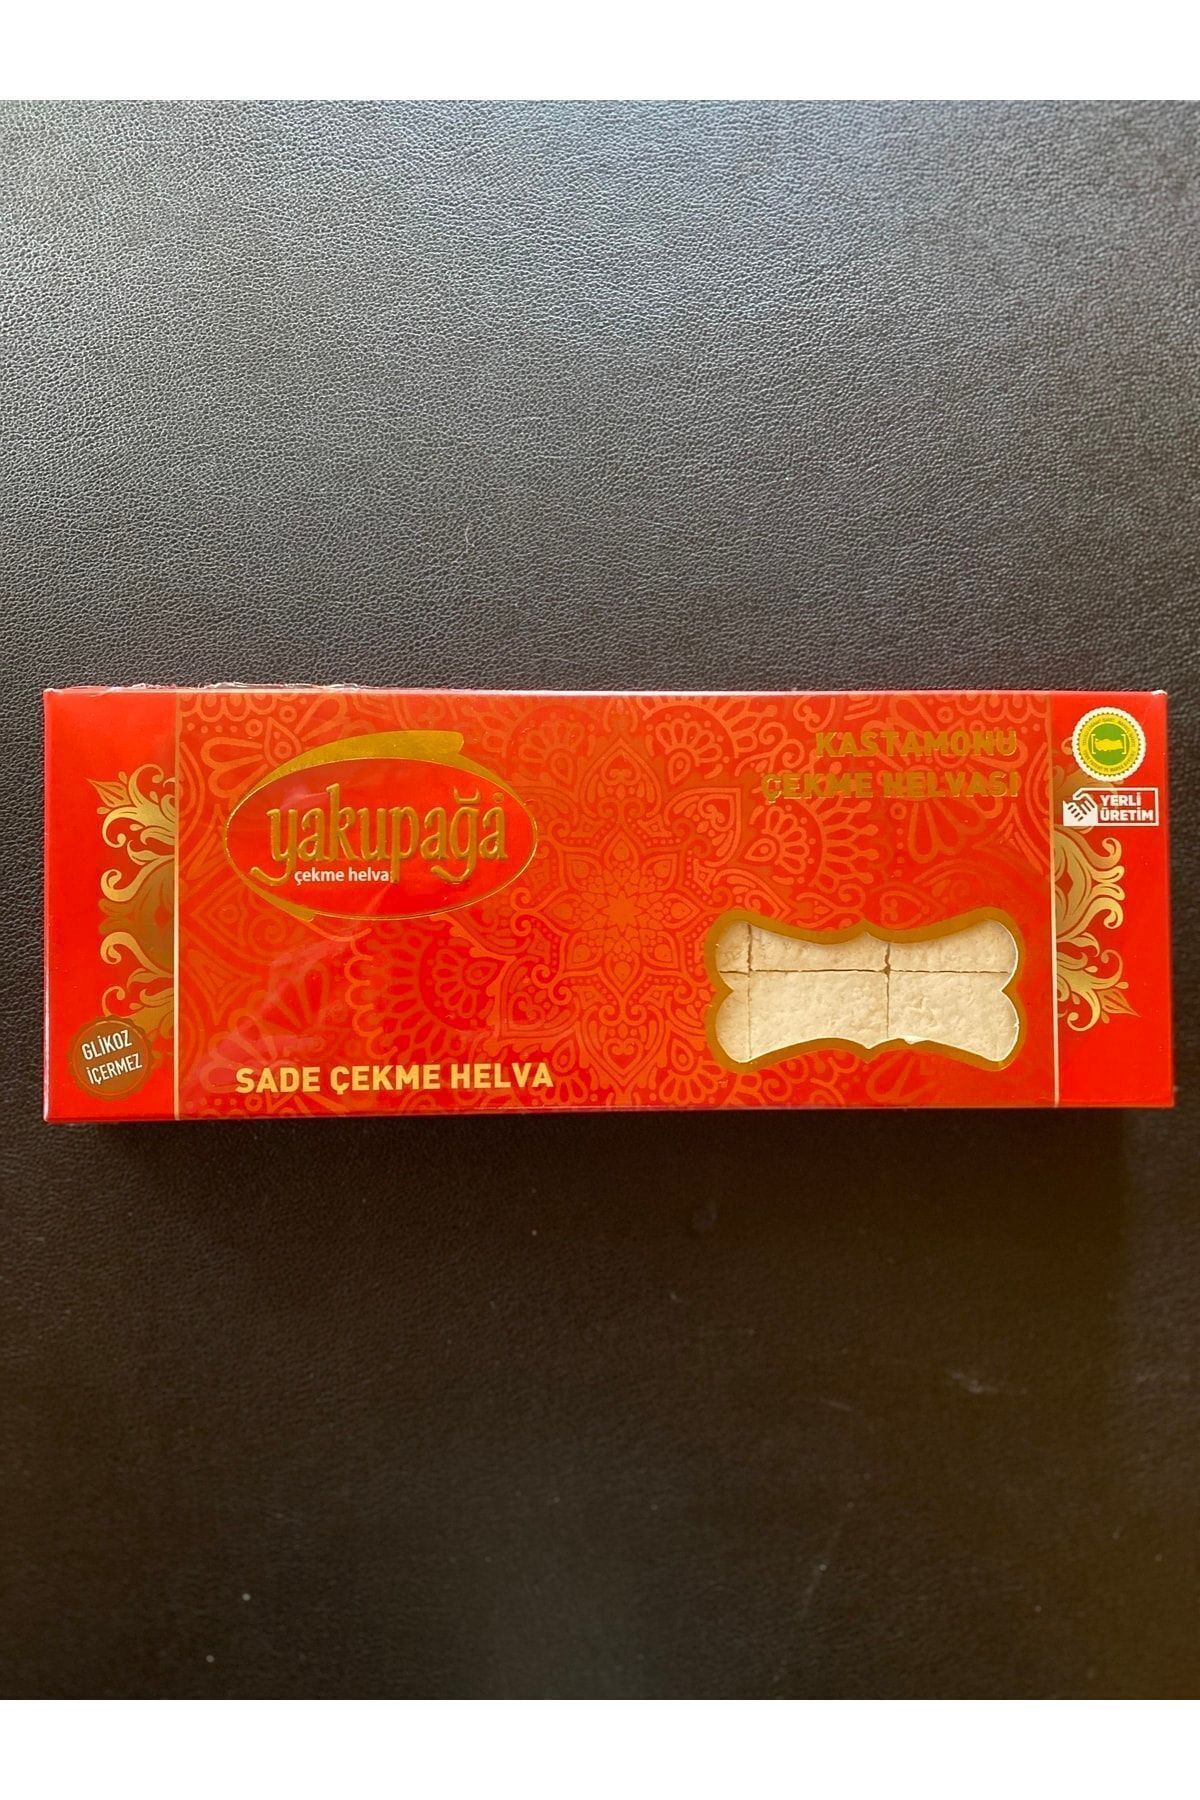 KASTAMONU
ÇEKME HELVASI
yakupağa
çekme helva
YERLİ
ÜRETİM
GLİKOZ
İÇERMEZ
SADE ÇEKME HELVA